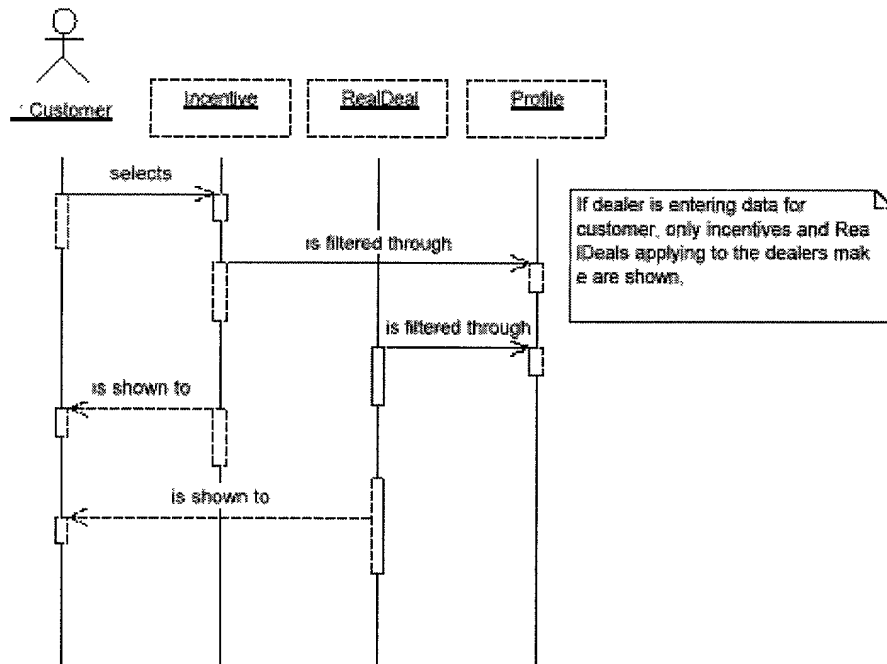 Customer
Incentive
RealDeal
Profile
selects
If dealer is entering data for
customer, only incentives and Rea
lDeals applying to the dealers mak
e are shown,
is filtered through
is filtered through
is shown to
is shown to